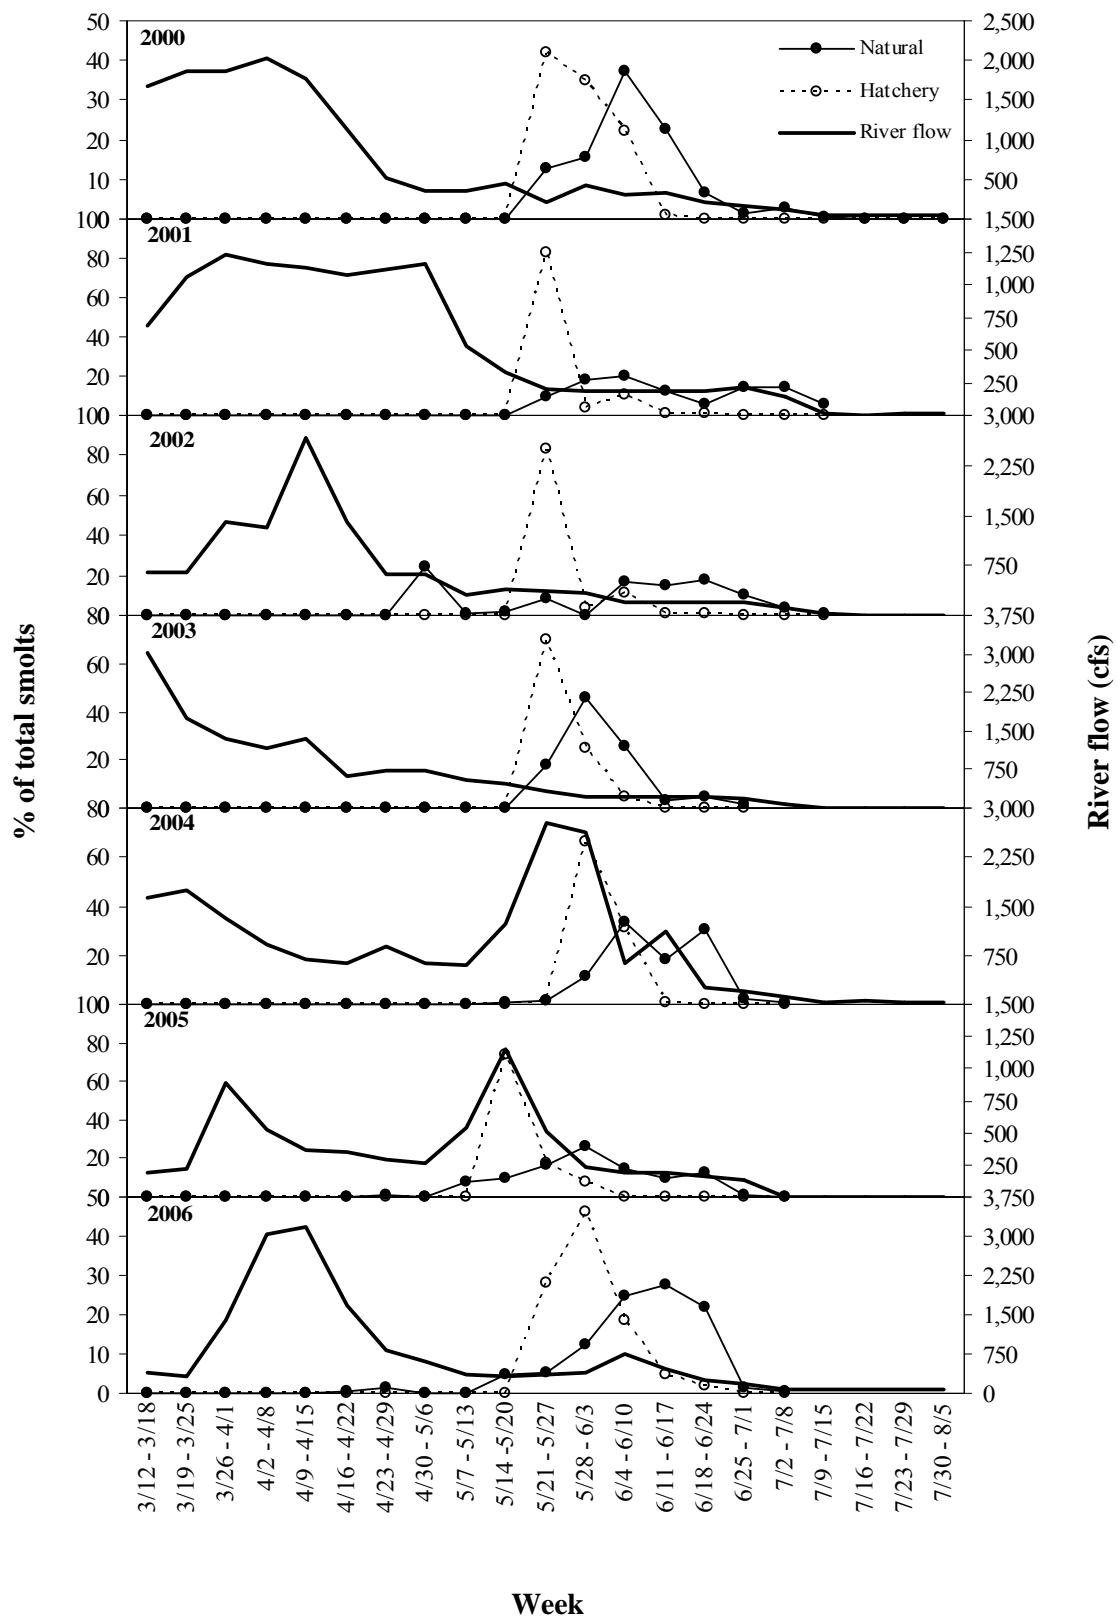 50 2,500
2000 Natural
40 2,000
Hatchery
30 1,500
River flow
20 1,000
10 500
100 1,500
2001
80 1,250
60 1,000
750
40 500
20 250
100 3,000
2002
80 2,250
60 1,500
40
20 750
80 3,750
2003
60 3,000
2,250
40 1,500
20 750
80 3,000
2004
60 2,250
40 1,500
20 750
100 1,500
2005
80 1,250
1,000
60 750
40 500
20 250
50 3,750
2006
40 3,000
30 2,250
20 1,500
10 750
0 0
% of total smolts
River flow (cfs)
3/12 - 3/18
3/19 - 3/25
3/26 - 4/1
4/2 - 4/8
4/9 - 4/15
4/16 - 4/22
4/23 - 4/29
4/30 - 5/6
5/7 - 5/13
5/14 -5/20
5/21 - 5/27
5/28 - 6/3
6/4 - 6/10
6/11 - 6/17
6/18 - 6/24
6/25 - 7/1
7/2 - 7/8
7/9 - 7/15
7/16 - 7/22
7/23 - 7/29
7/30 - 8/5
Week